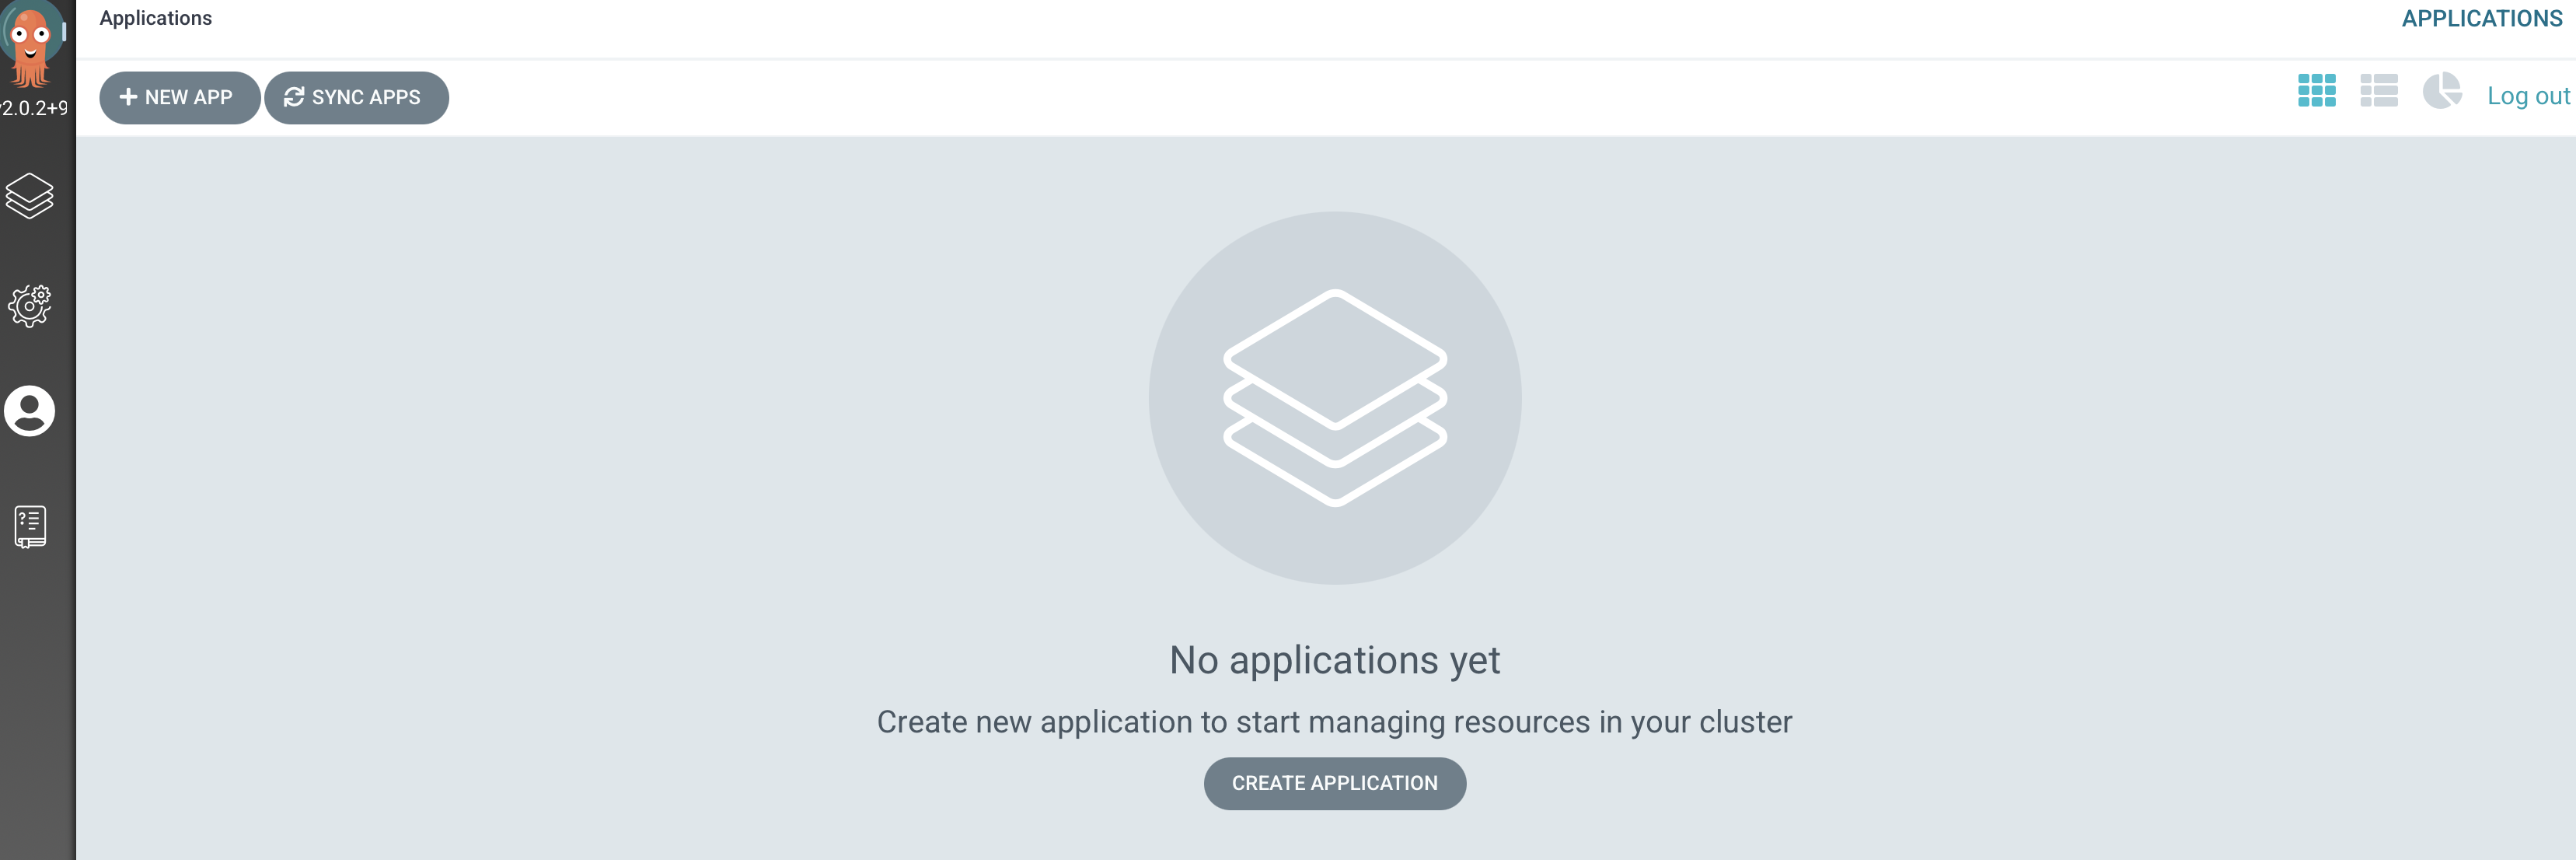 Applications
APPLICATIONS
NEW APP
SYNC APPS
Log out
v2.0.2+9
No applications yet
Create new application to start managing resources in your cluster
CREATE APPLICATION